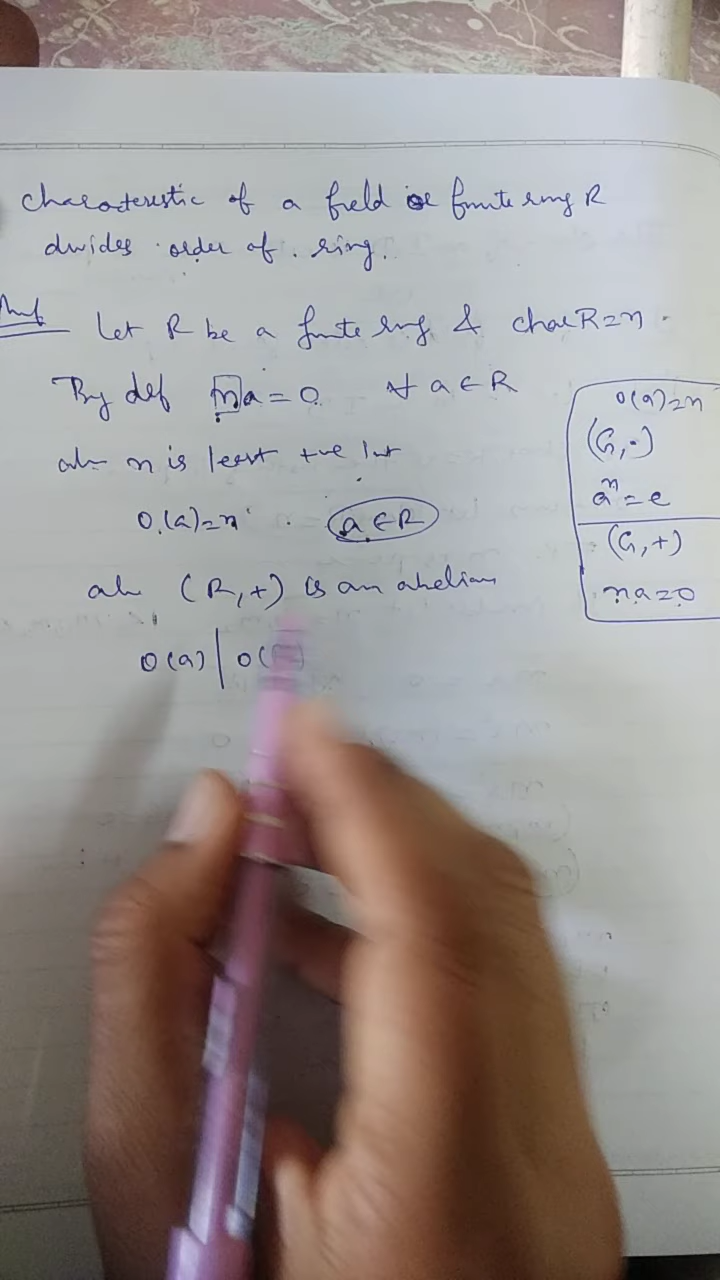 characteristic of a field or finite ring R
divides order of ring.
Let R be a finite ring & char R = n.
By def na = 0 ∀ a ∈ R
n is least +ve Int
O(a) = n a ∈ R
(R, +) is an abelian
O(a) | O(
O(a) = n
(G, ·)
aⁿ = e
(G, +)
na = 0